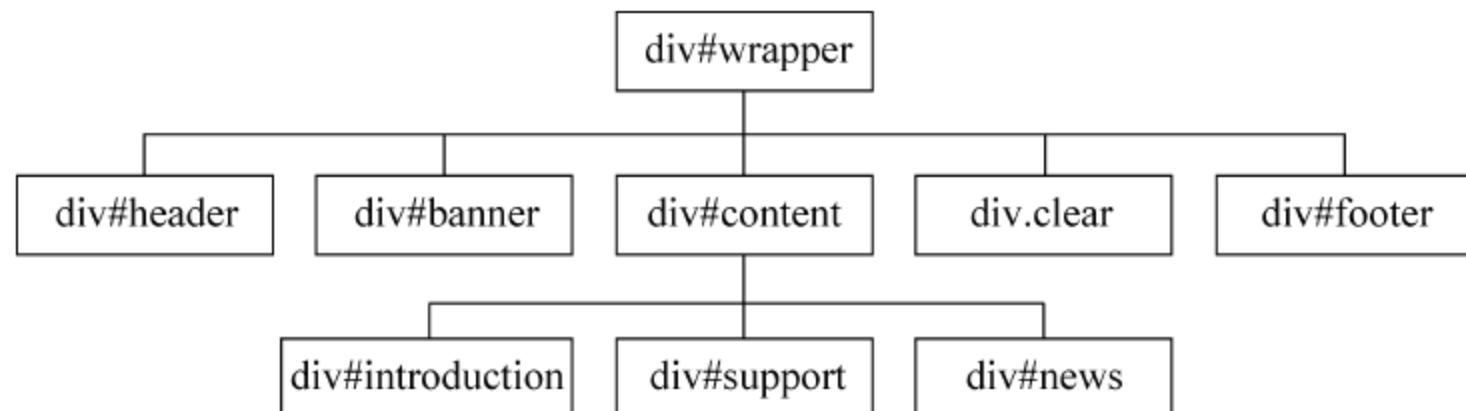 div#wrapper
div#header
div#banner
div#content
div.clear
div#footer
div#introduction
div#support
div#news